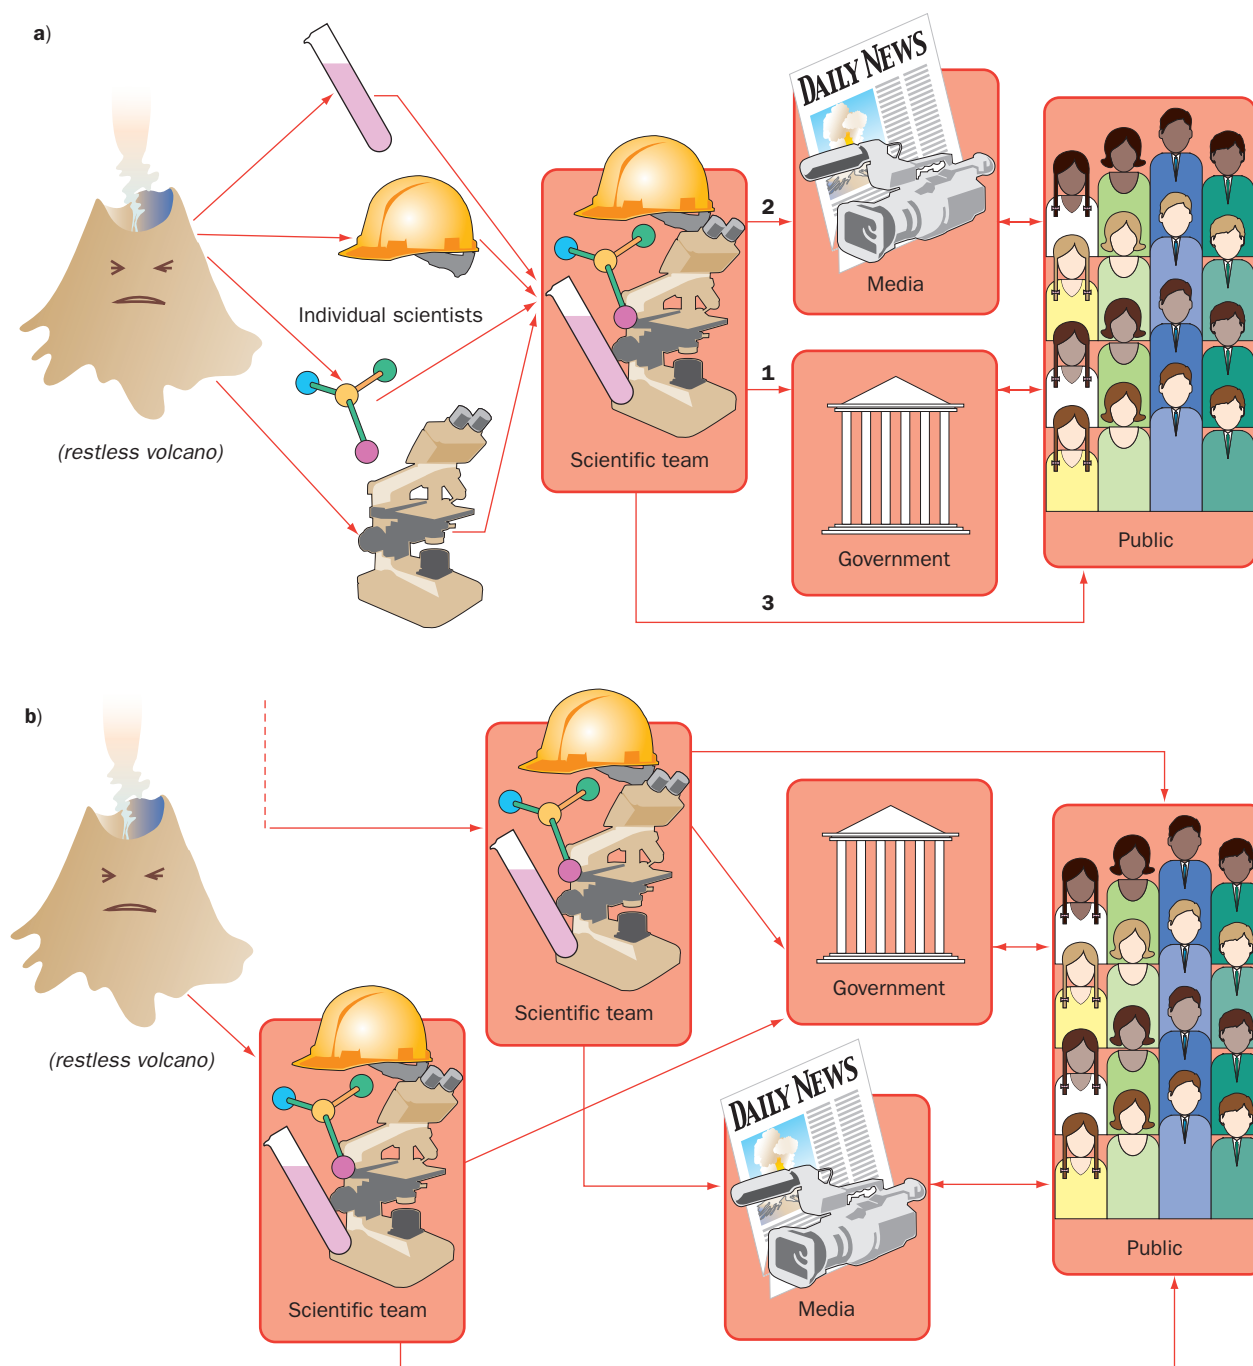 a)
DAILY NEWS
2
Media
Individual scientists
1
(restless volcano)
Scientific team
Public
Government
3
b)
Government
Scientific team
(restless volcano)
DAILY NEWS
Public
Scientific team
Media